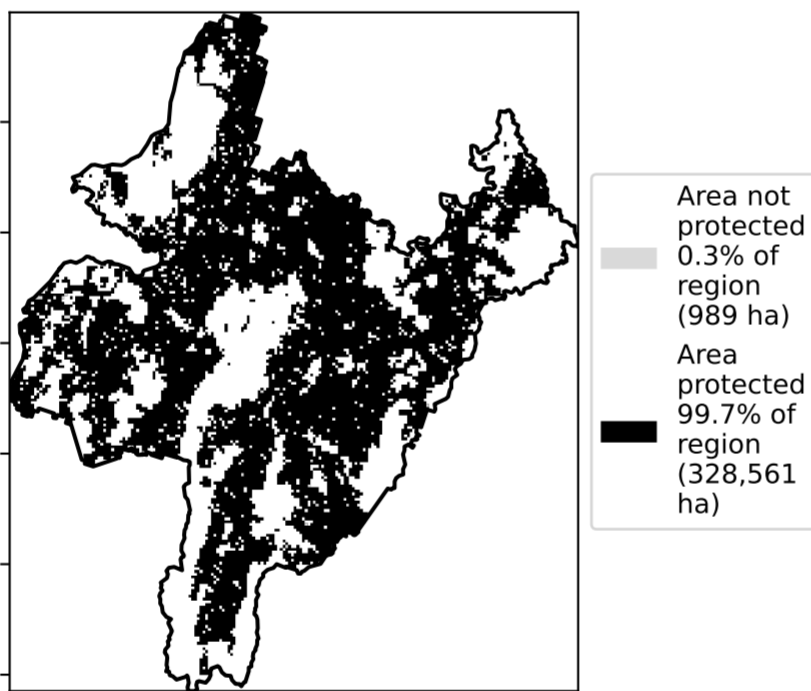 Area not
protected
0.3% of
region
(989 ha)
Area
protected
99.7% of
region
(328,561
ha)